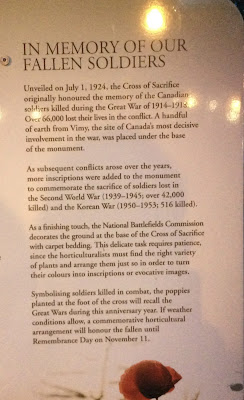 IN MEMORY OF OUR
FALLEN SOLDIERS
Unveiled on July 1, 1924, the Cross of Sacrifice
originally honoured the memory of the Canadian
soldiers killed during the Great War of 1914–1918.
Over 66,000 lost their lives in the conflict. A handful
of earth from Vimy, the site of Canada's most decisive
involvement in the war, was placed under the base
of the monument.
As subsequent conflicts arose over the years,
more inscriptions were added to the monument
to commemorate the sacrifice of soldiers lost in
the Second World War (1939–1945; over 42,000
killed) and the Korean War (1950–1953; 516 killed).
As a finishing touch, the National Battlefields Commission
decorates the ground at the base of the Cross of Sacrifice
with carpet bedding. This delicate task requires patience,
since the horticulturalists must find the right variety
of plants and arrange them just so in order to turn
their colours into inscriptions or evocative images.
Symbolising soldiers killed in combat, the poppies
planted at the foot of the cross will recall the
Great Wars during this anniversary year. If weather
conditions allow, a commemorative horticultural
arrangement will honour the fallen until
Remembrance Day on November 11.